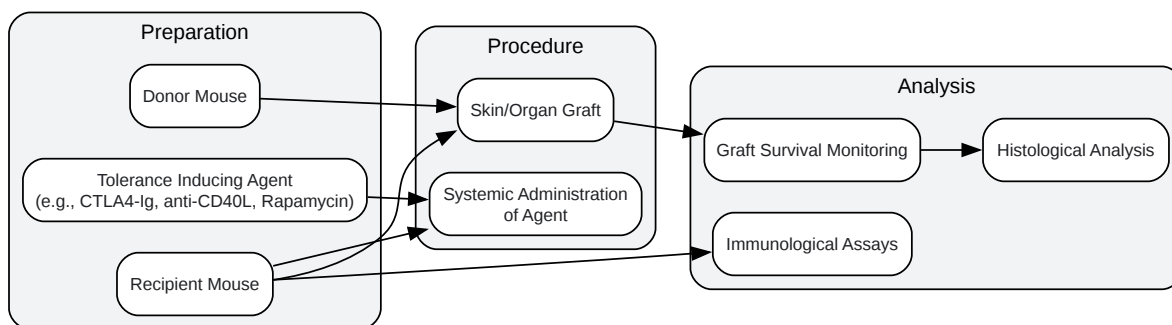 Preparation
Donor Mouse
Tolerance Inducing Agent
(e.g., CTLA4-Ig, anti-CD40L, Rapamycin)
Recipient Mouse
Procedure
Skin/Organ Graft
Systemic Administration
of Agent
Analysis
Graft Survival Monitoring
Histological Analysis
Immunological Assays